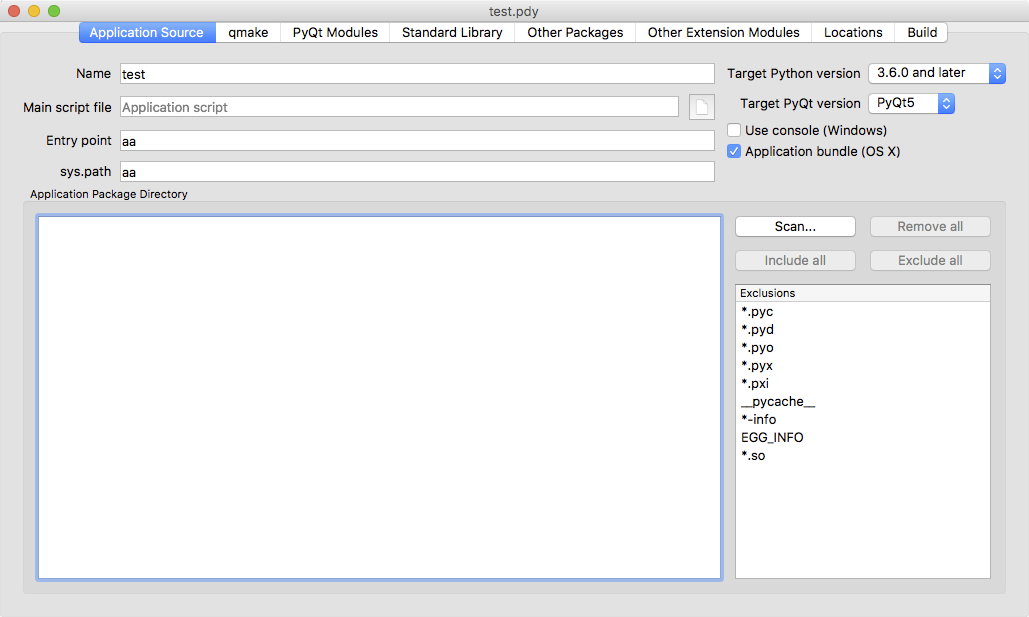 test.pdy
Application Source qmake PyQt Modules Standard Library Other Packages Other Extension Modules Locations Build
Name test Target Python version 3.6.0 and later
Main script file Application script Target PyQt version PyQt5
Entry point aa Use console (Windows)
Application bundle (OS X)
sys.path aa
Application Package Directory
Scan... Remove all
Include all Exclude all
Exclusions
*.pyc
*.pyd
*.pyo
*.pyx
*.pxi
__pycache__
*-info
EGG_INFO
*.so